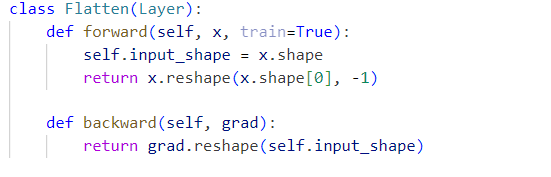 class Flatten(Layer):
    def forward(self, x, train=True):
        self.input_shape = x.shape
        return x.reshape(x.shape[0], -1)

    def backward(self, grad):
        return grad.reshape(self.input_shape)